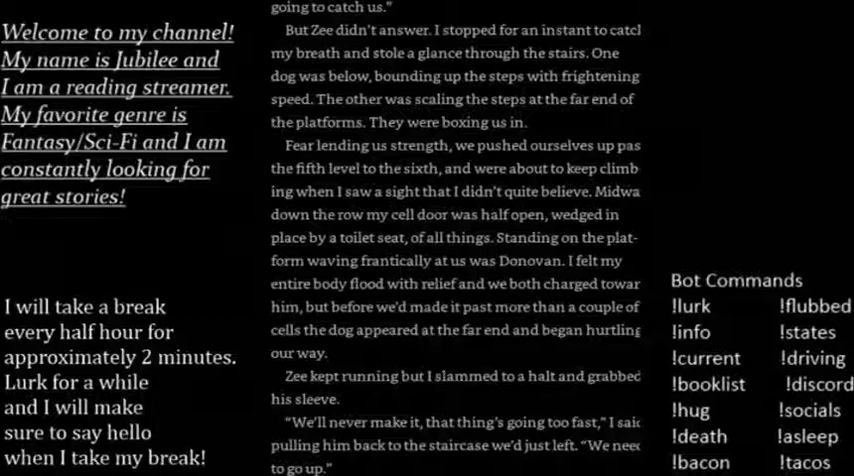 Welcome to my channel!
My name is Jubilee and
I am a reading streamer.
My favorite genre is
Fantasy/Sci-Fi and I am
constantly looking for
great stories!
I will take a break
every half hour for
approximately 2 minutes.
Lurk for a while
and I will make
sure to say hello
when I take my break!
going to catch us."
But Zee didn't answer. I stopped for an instant to catcl
my breath and stole a glance through the stairs. One
dog was below, bounding up the steps with frightening
speed. The other was scaling the steps at the far end of
the platforms. They were boxing us in.
Fear lending us strength, we pushed ourselves up pas
the fifth level to the sixth, and were about to keep climb-
ing when I saw a sight that I didn't quite believe. Midwa
down the row my cell door was half open, wedged in
place by a toilet seat, of all things. Standing on the plat-
form waving frantically at us was Donovan. I felt my
entire body flood with relief and we both charged towar
him, but before we'd made it past more than a couple of
cells the dog appeared at the far end and began hurtling
our way.
Zee kept running but I slammed to a halt and grabbed
his sleeve.
"We'll never make it, that thing's going too fast," I said
pulling him back to the staircase we'd just left. "We need
to go up."
Bot Commands
!lurk !flubbed
!info !states
!current !driving
!booklist !discord
!hug !socials
!death !asleep
!bacon !tacos